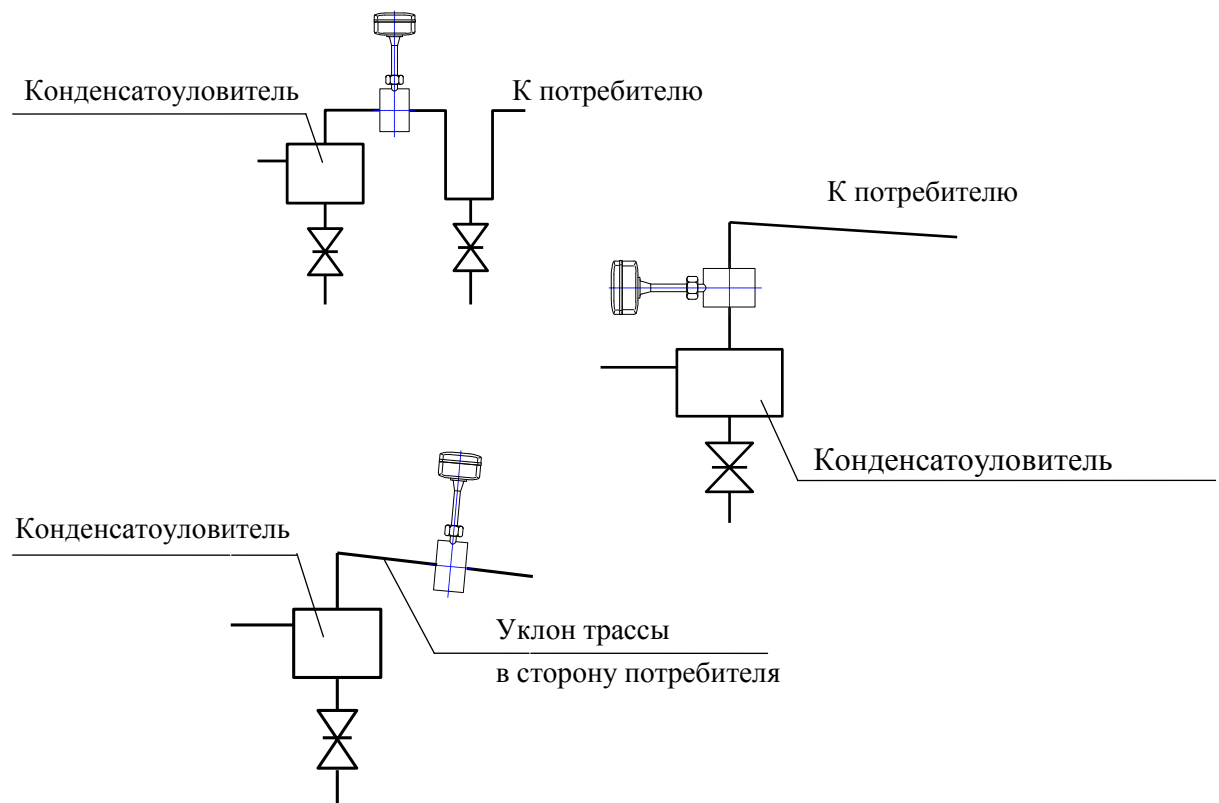 Конденсатоуловитель
К потребителю
К потребителю
Конденсатоуловитель
Конденсатоуловитель
Уклон трассы
в сторону потребителя